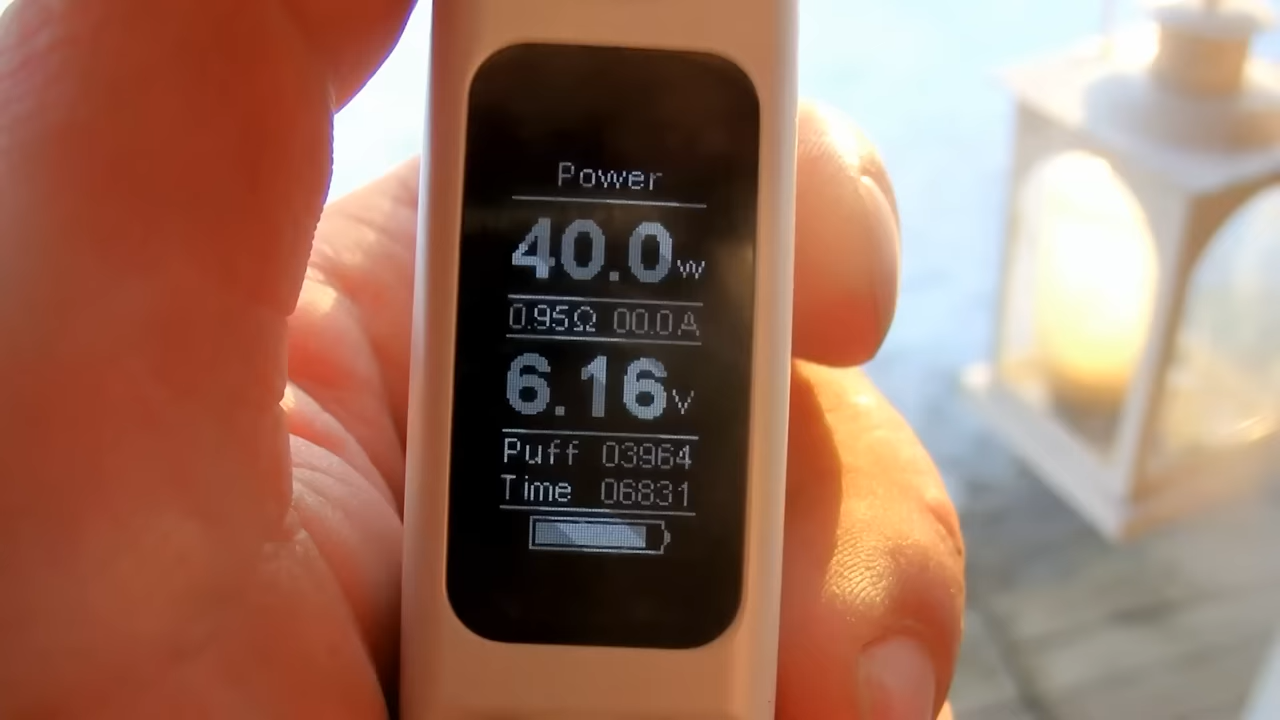 Power
40.0W
0.95Ω 00.0A
6.16V
Puff 03964
Time 06831